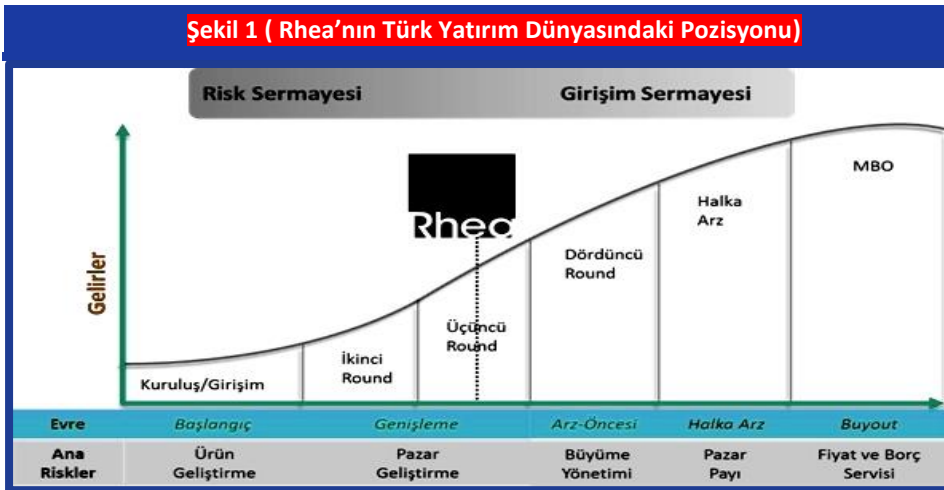 Şekil 1 ( Rhea’nın Türk Yatırım Dünyasındaki Pozisyonu)
Risk Sermayesi Girişim Sermayesi
Rhea
Gelirler
Kuruluş/Girişim
İkinci
Round
Üçüncü
Round
Dördüncü
Round
Halka
Arz
MBO
Evre Başlangıç Genişleme Arz-Öncesi Halka Arz Buyout
Ana
Riskler
Ürün
Geliştirme
Pazar
Geliştirme
Büyüme
Yönetimi
Pazar
Payı
Fiyat ve Borç
Servisi